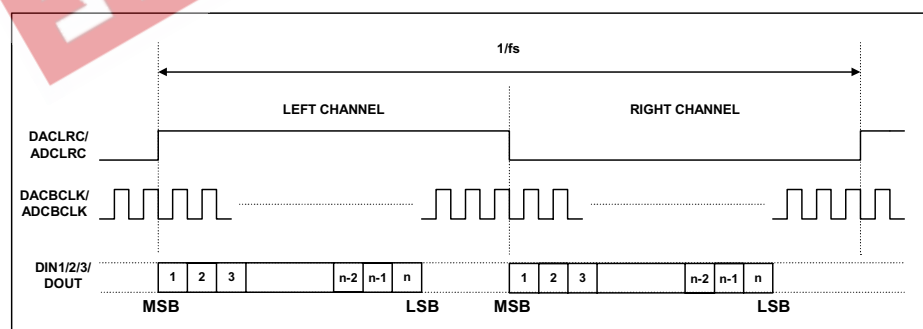 1/fs
LEFT CHANNEL
RIGHT CHANNEL
DACLRC/
ADCLRC
DACBCLK/
ADCBCLK
DIN1/2/3/
DOUT
1 2 3 n-2 n-1 n 1 2 3 n-2 n-1 n
MSB LSB MSB LSB